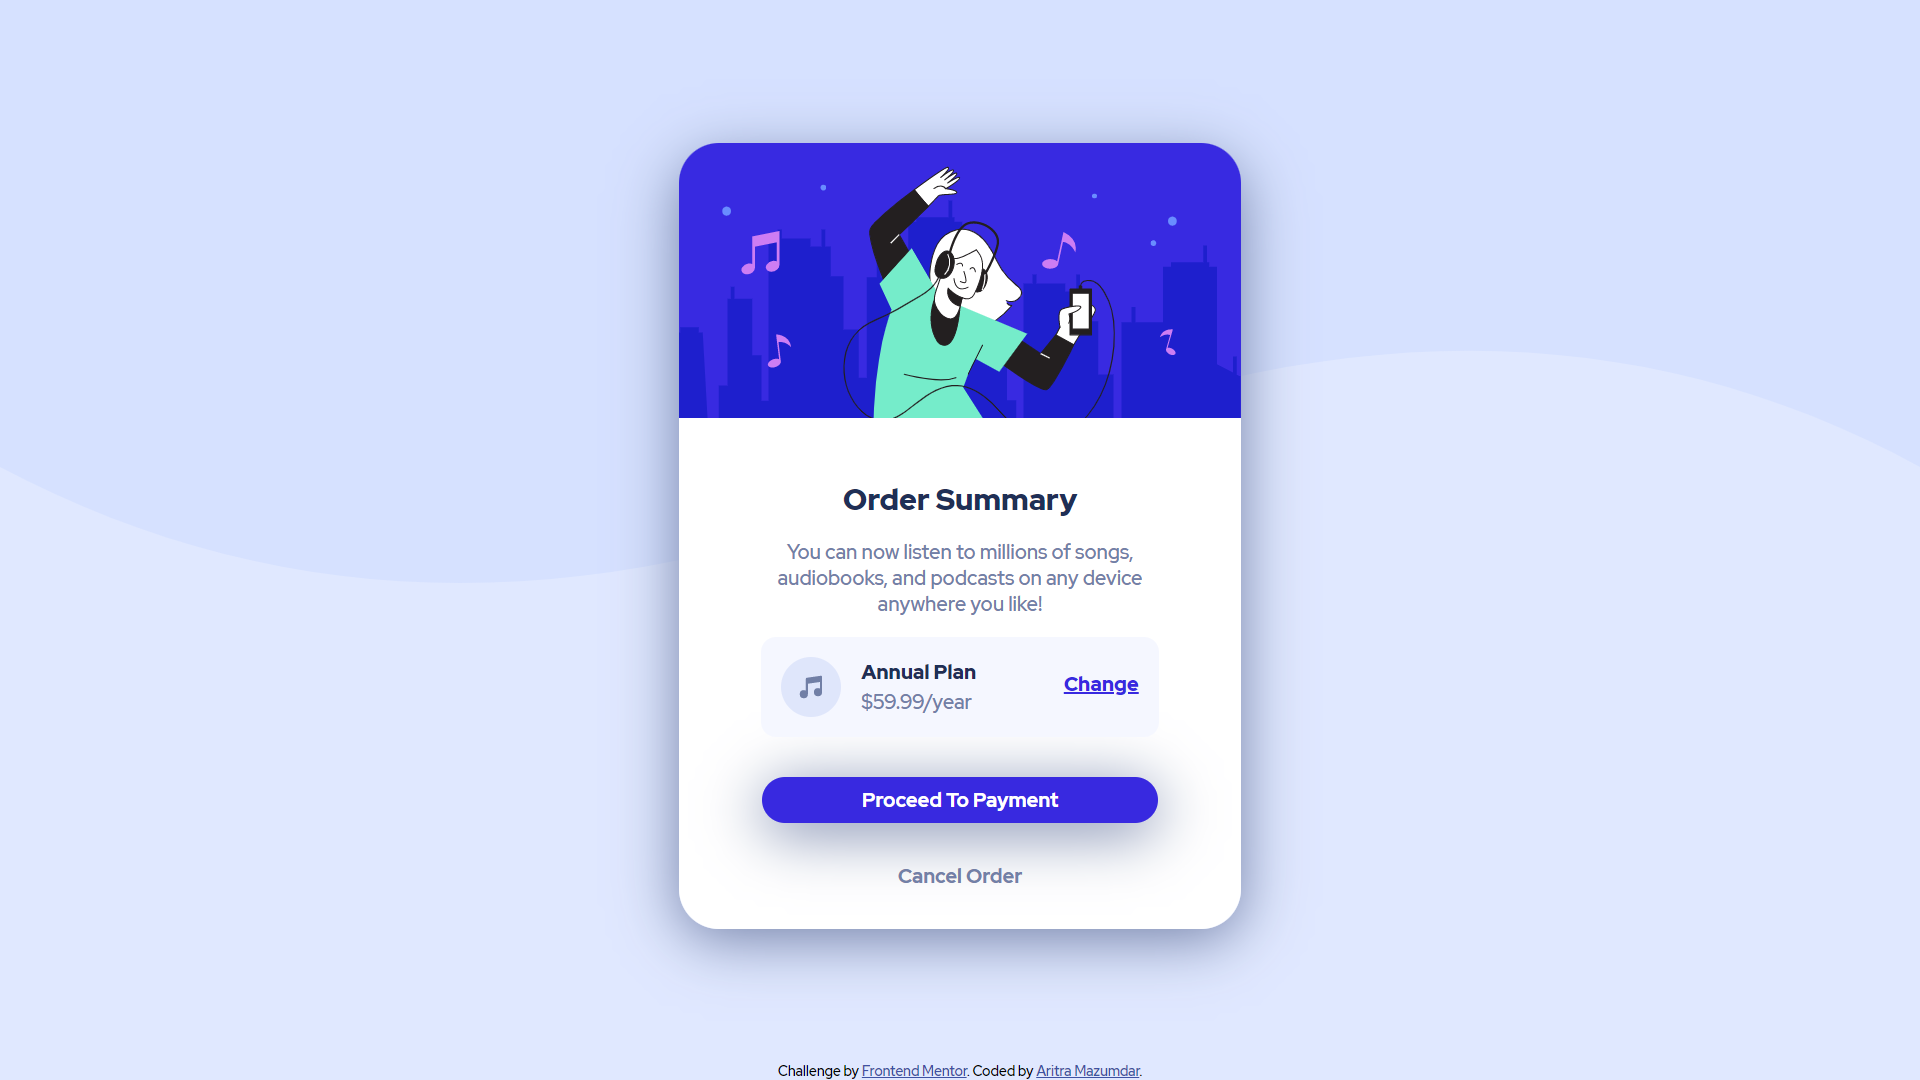 Order Summary
You can now listen to millions of songs,
audiobooks, and podcasts on any device
anywhere you like!
Annual Plan
$59.99/year
Change
Proceed To Payment
Cancel Order
Challenge by Frontend Mentor. Coded by Aritra Mazumdar.